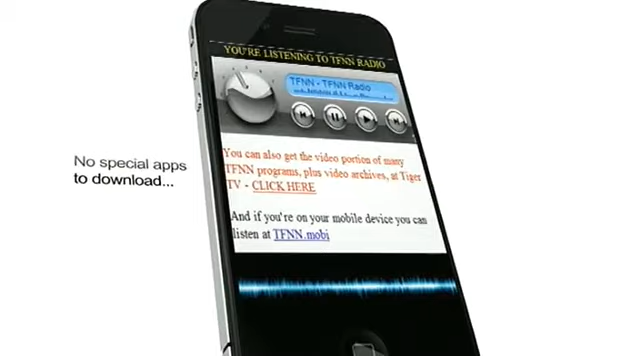 YOU'RE LISTENING TO TFNN RADIO
TFNN - TFNN Radio
No special apps
to download...
You can also get the video portion of many
TFNN programs, plus video archives, at Tiger
TV - CLICK HERE
And if you're on your mobile device you can
listen at TFNN.mobi